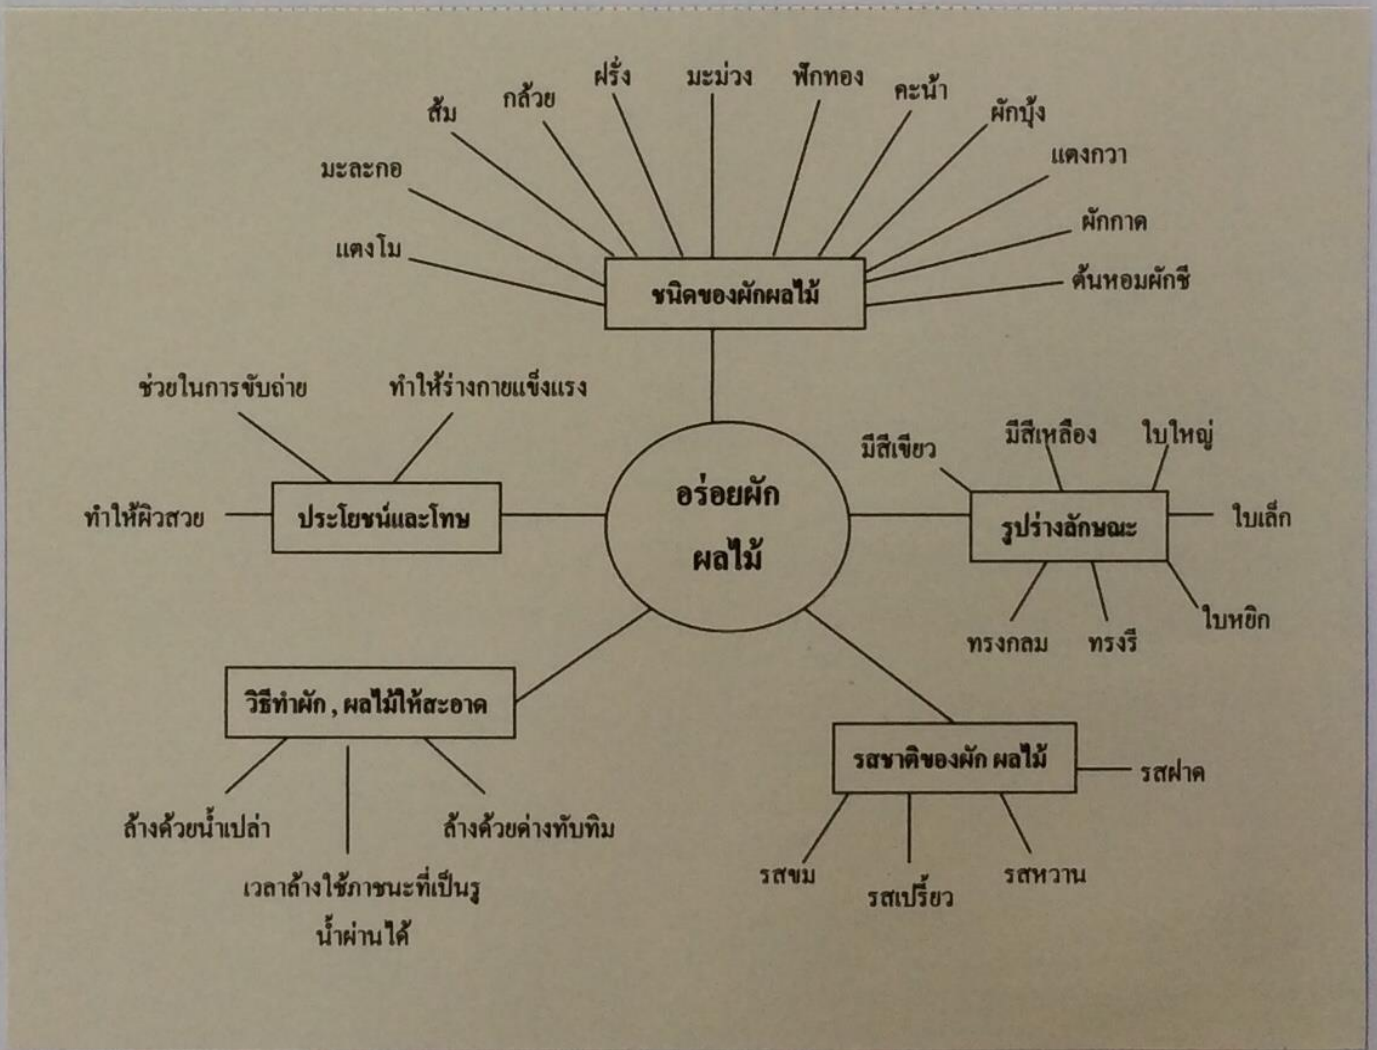 ฝรั่ง
มะม่วง
ฟักทอง
คะน้า
กล้วย
ส้ม
ผักบุ้ง
แตงกวา
มะละกอ
ผักกาด
แตงโม
ต้นหอมผักชี
ชนิดของผักผลไม้
ช่วยในการขับถ่าย
ทำให้ร่างกายแข็งแรง
มีสีเขียว
มีสีเหลือง
ใบใหญ่
อร่อยผัก
ผลไม้
ทำให้ผิวสวย
ประโยชน์และโทษ
รูปร่างลักษณะ
ใบเล็ก
ใบหยิก
ทรงกลม
ทรงรี
วิธีทำผัก , ผลไม้ให้สะอาด
รสชาติของผัก ผลไม้
รสฝาด
ล้างด้วยน้ำเปล่า
ล้างด้วยด่างทับทิม
เวลาล้างใช้ภาชนะที่เป็นรู
น้ำผ่านได้
รสขม
รสเปรี้ยว
รสหวาน